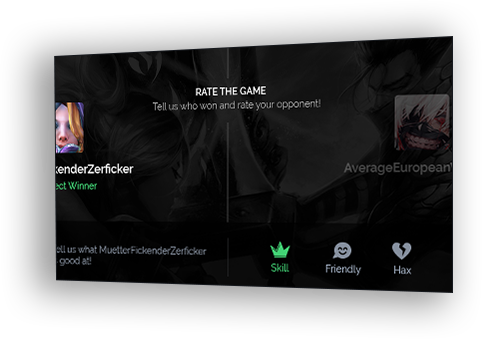 RATE THE GAME
Tell us who won and rate your opponent!
kenderZerficker
ect Winner
AverageEuropean
ell us what MuetterFickenderZerficker
good at!
Skill
Friendly
Hax